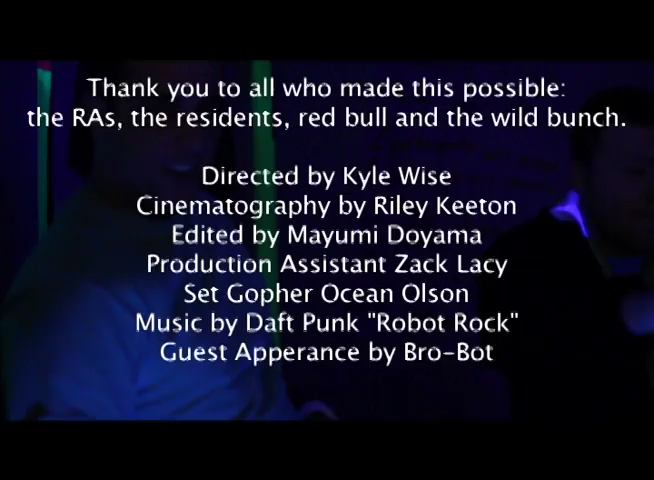 Thank you to all who made this possible:
the RAs, the residents, red bull and the wild bunch.
Directed by Kyle Wise
Cinematography by Riley Keeton
Edited by Mayumi Doyama
Production Assistant Zack Lacy
Set Gopher Ocean Olson
Music by Daft Punk "Robot Rock"
Guest Apperance by Bro-Bot